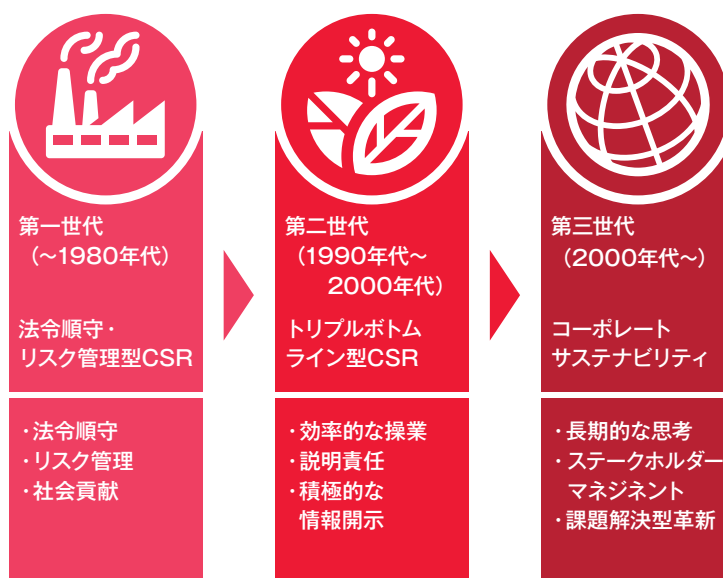 第一世代
（～1980年代）
法令順守・
リスク管理型CSR
・法令順守
・リスク管理
・社会貢献
第二世代
（1990年代～
2000年代）
トリプルボトム
ライン型CSR
・効率的な操業
・説明責任
・積極的な
情報開示
第三世代
（2000年代～）
コーポレート
サステナビリティ
・長期的な思考
・ステークホルダー
マネジネント
・課題解決型革新